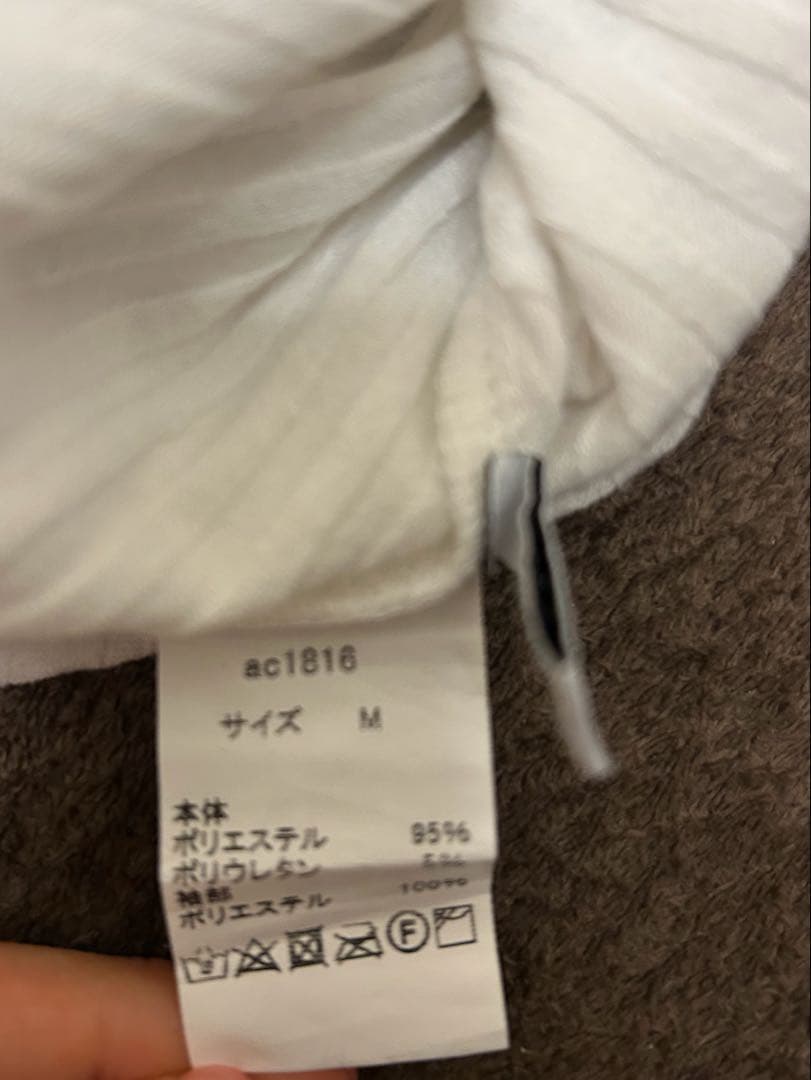 ac1816
サイズ M
本体
ポリエステル 95%
ポリウレタン 5%
袖部
ポリエステル 100%
F